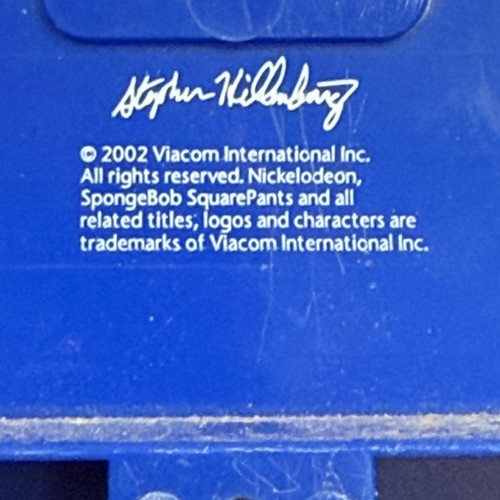 Stephen Hillenburg
© 2002 Viacom International Inc.
All rights reserved. Nickelodeon,
SpongeBob SquarePants and all
related titles, logos and characters are
trademarks of Viacom International Inc.